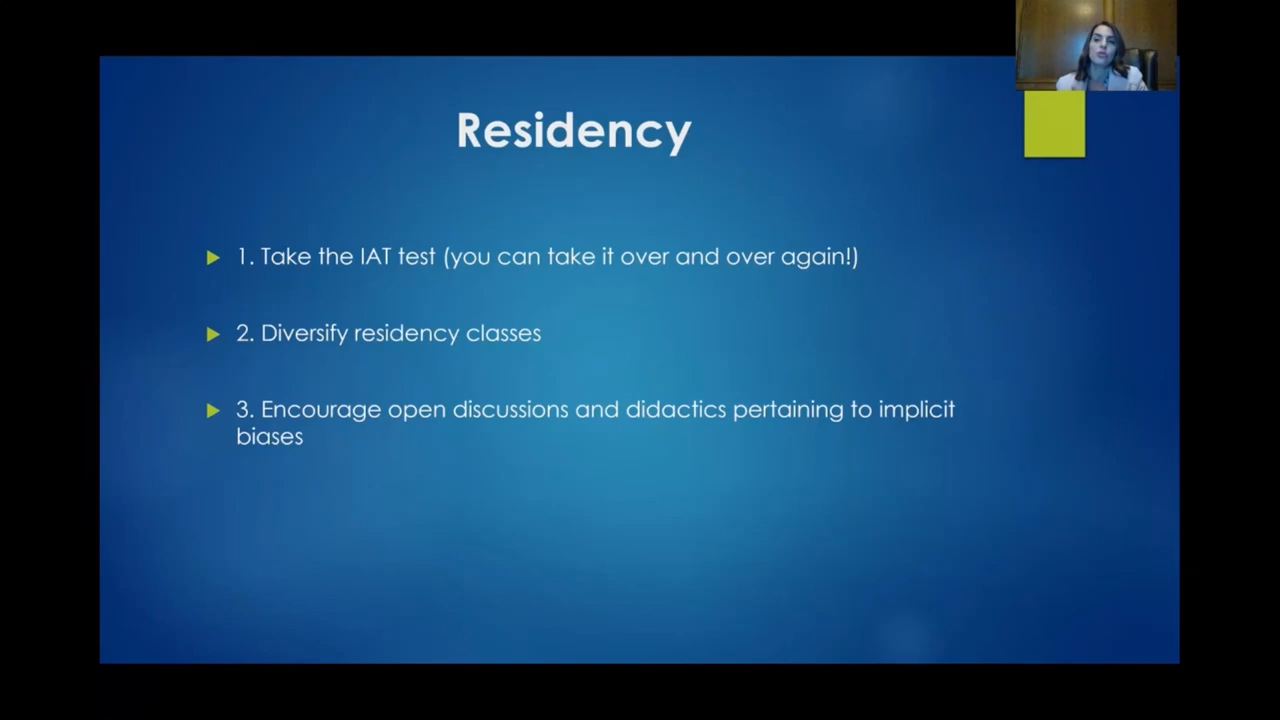 Residency
1. Take the IAT test (you can take it over and over again!)
2. Diversify residency classes
3. Encourage open discussions and didactics pertaining to implicit
biases